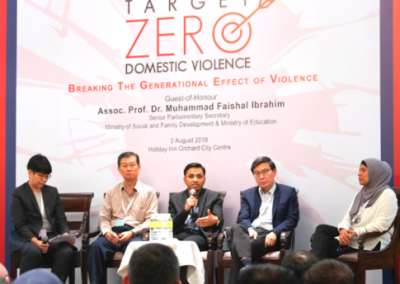 TARGET
ZERO
DOMESTIC VIOLENCE
BREAKING THE GENERATIONAL EFFECT OF VIOLENCE
Guest-of-Honour
Assoc. Prof. Dr. Muhammad Faishal Ibrahim
Senior Parliamentary Secretary
Ministry of Social and Family Development & Ministry of Education
2 August 2018
Holiday Inn Orchard City Centre